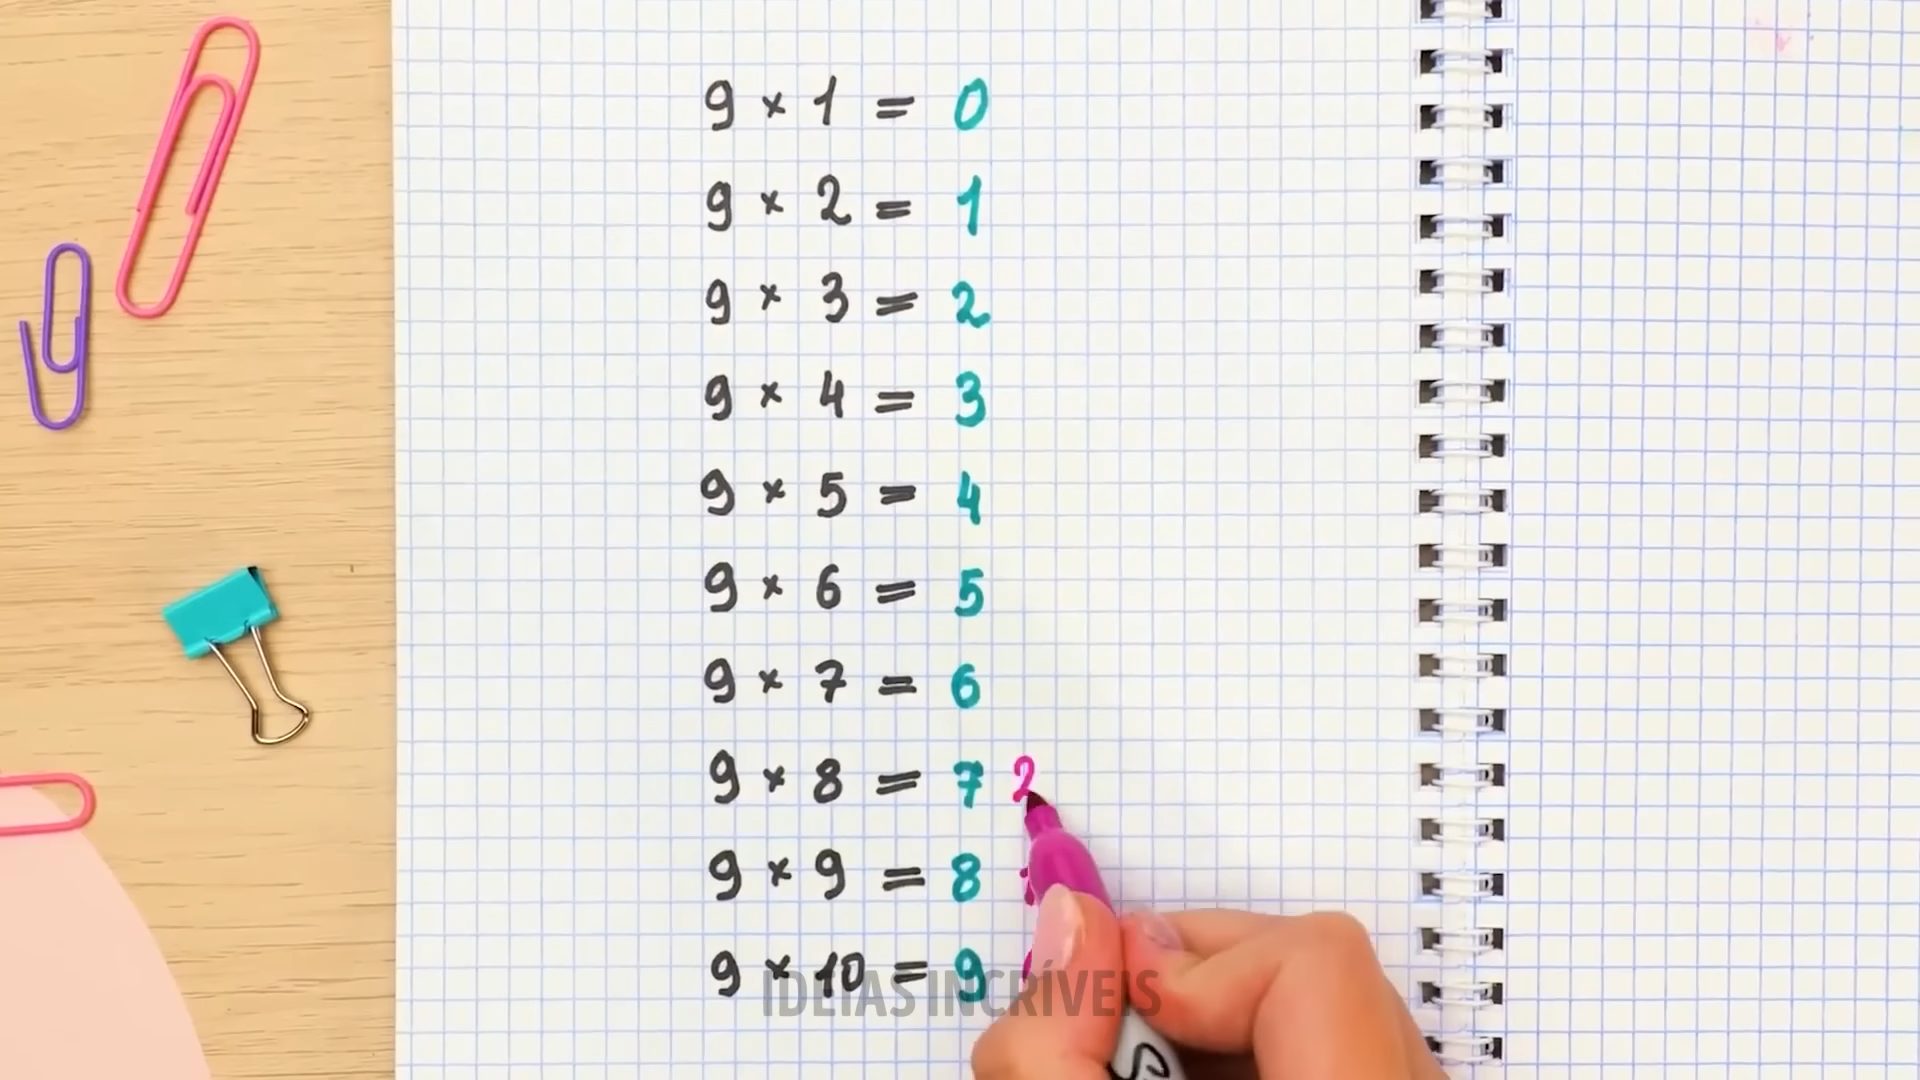 9 × 1 = 0
9 × 2 = 1
9 × 3 = 2
9 × 4 = 3
9 × 5 = 4
9 × 6 = 5
9 × 7 = 6
9 × 8 = 7 2
9 × 9 = 8
9 × 10 = 9
IDEIAS INCRÍVEIS